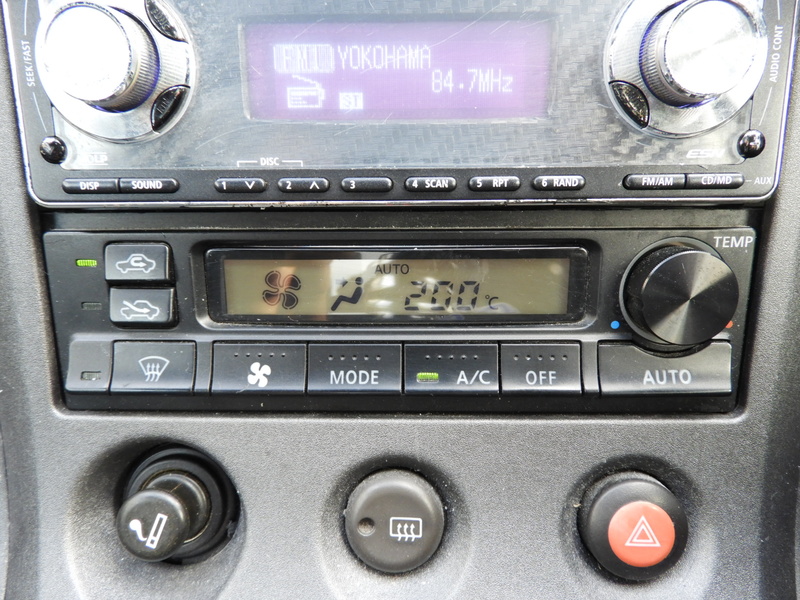 SEEK/FAST
AUDIO CONT
FM1 YOKOHAMA
84.7MHz
ST
ESN
DISC
DISP
SOUND
1
2
3
4 SCAN
5 RPT
6 RAND
FM/AM
CD/MD
AUX
TEMP
AUTO
20.0°C
MODE
A/C
OFF
AUTO